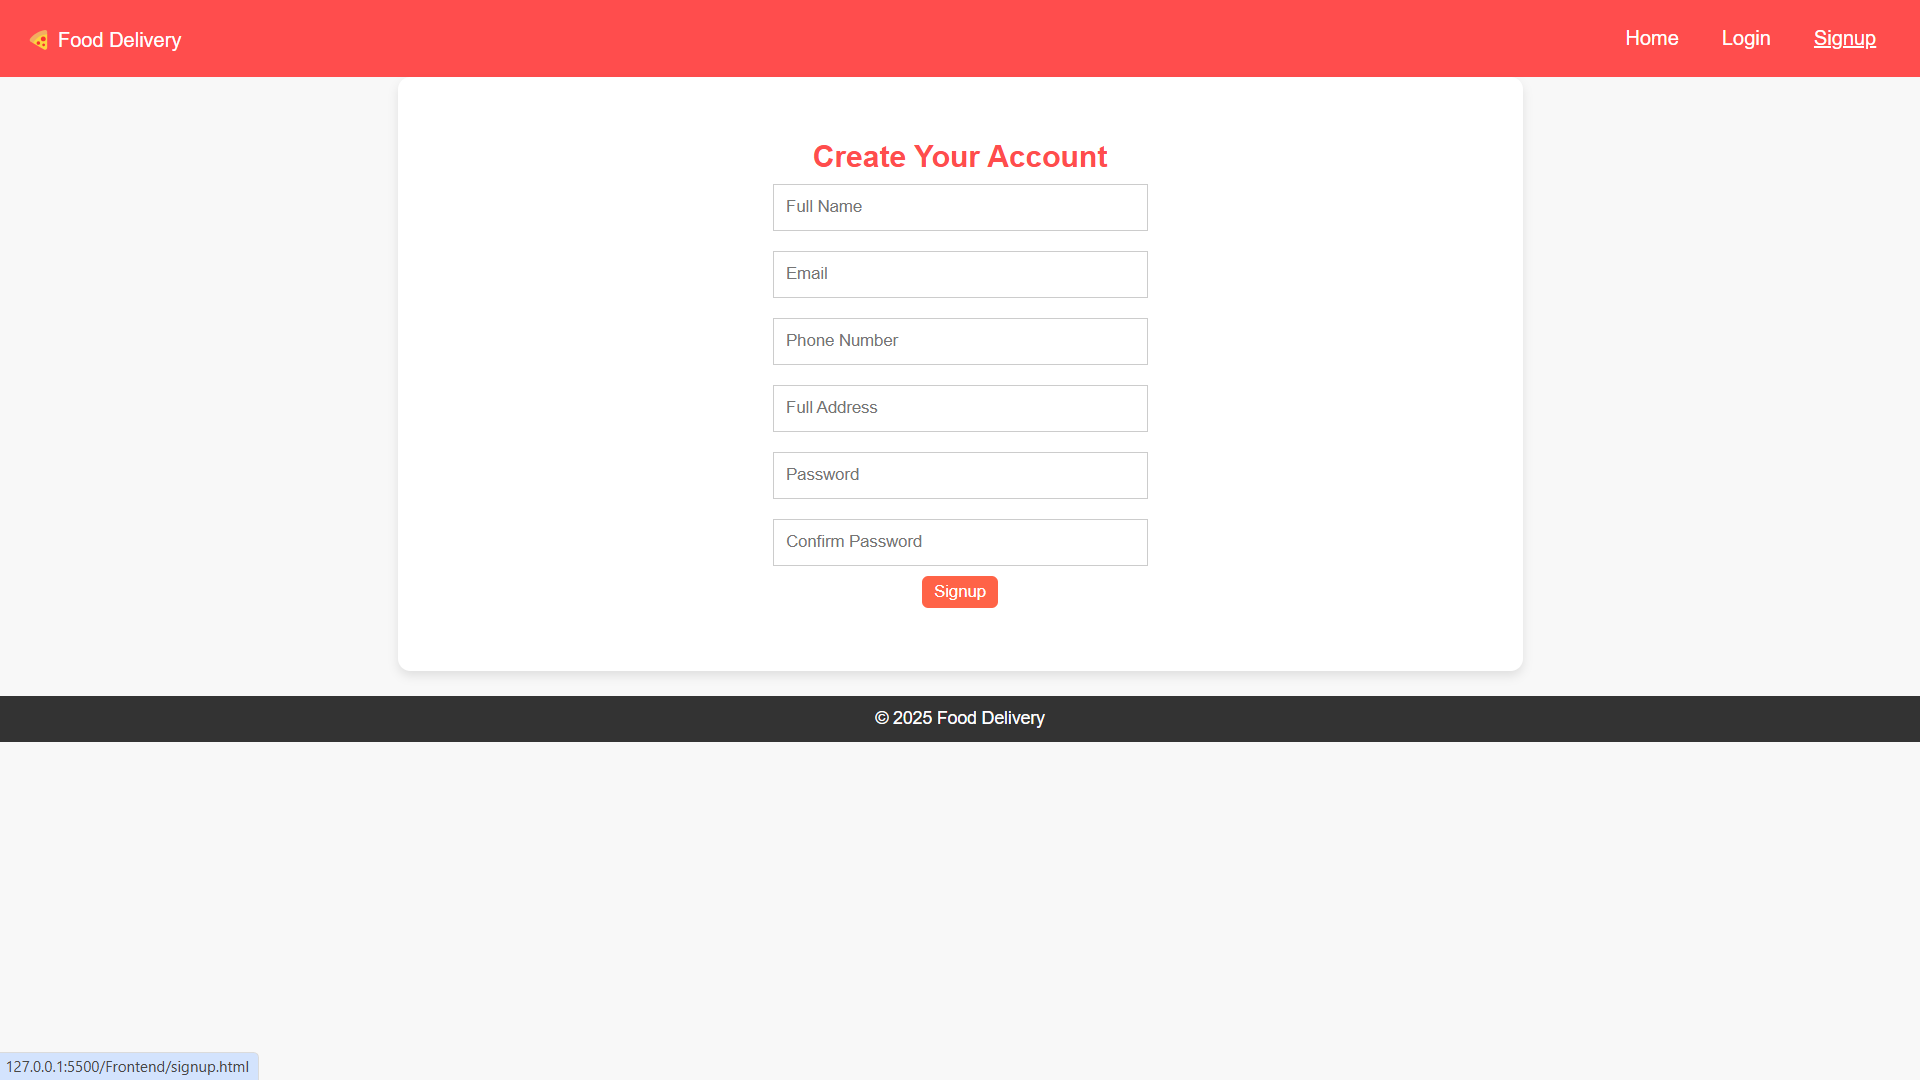 🍕 Food Delivery
Home Login Signup
Create Your Account
Full Name
Email
Phone Number
Full Address
Password
Confirm Password
Signup
© 2025 Food Delivery
127.0.0.1:5500/Frontend/signup.html